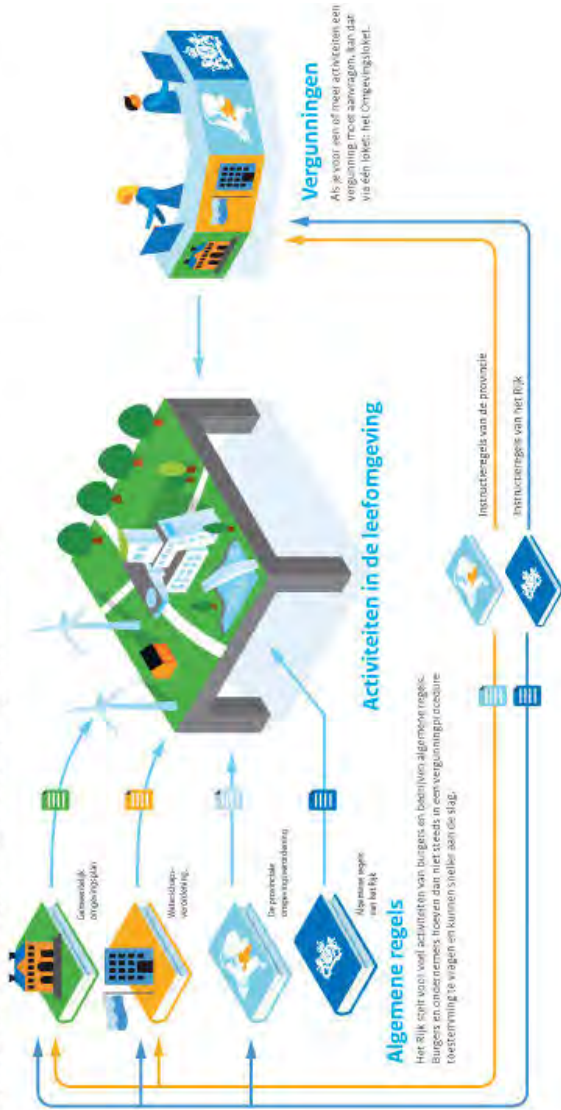 Gemeentelijk
omgevingsplan
Waterschaps-
verordening
De provinciale
omgevingsverordening
Algemene regels
van het Rijk
Algemene regels
Het Rijk stelt voor veel activiteiten van burgers en bedrijven algemene regels.
Burgers en ondernemers hoeven dan niet steeds in een vergunningprocedure
toestemming te vragen en kunnen sneller aan de slag.
Activiteiten in de leefomgeving
Instructieregels van de provincie
Instructieregels van het Rijk
Vergunningen
Als je voor een of meer activiteiten een
vergunning moet aanvragen, kan dat
via één loket: het Omgevingsloket.